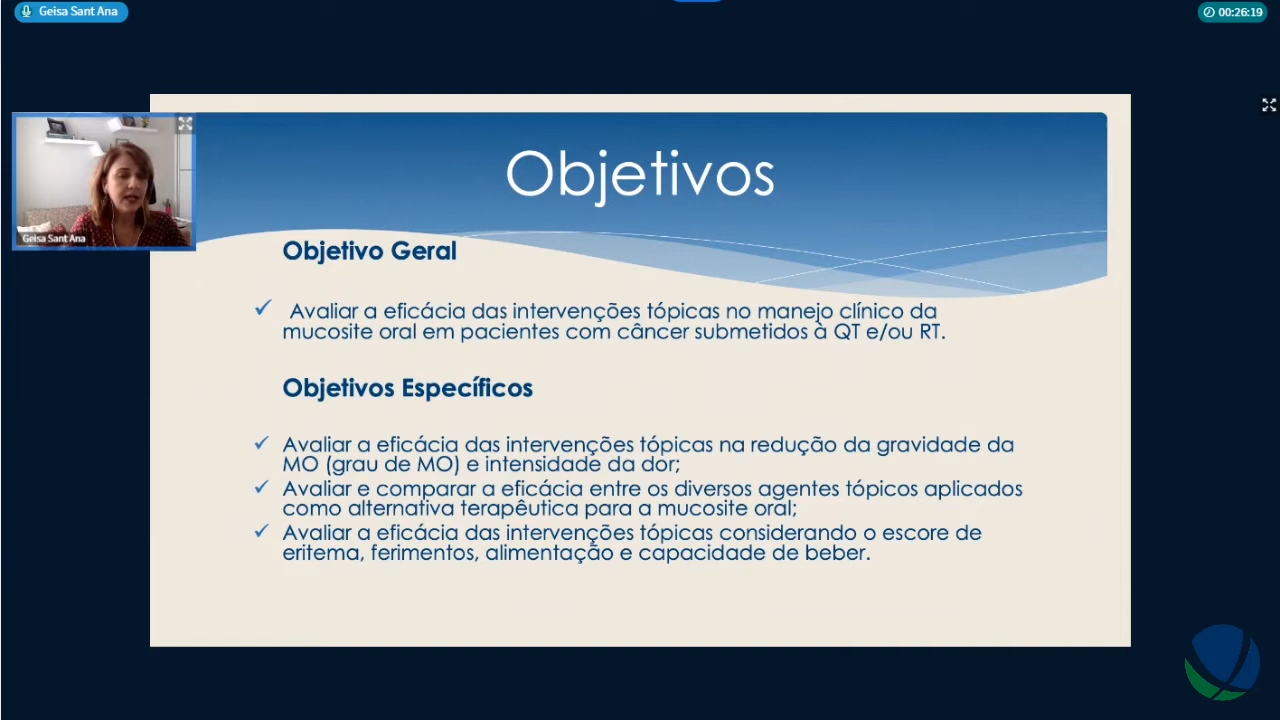 Geisa Sant Ana
00:26:19
Objetivos
Geisa Sant Ana
Objetivo Geral
Avaliar a eficácia das intervenções tópicas no manejo clínico da
mucosite oral em pacientes com câncer submetidos à QT e/ou RT.
Objetivos Específicos
Avaliar a eficácia das intervenções tópicas na redução da gravidade da
MO (grau de MO) e intensidade da dor;
Avaliar e comparar a eficácia entre os diversos agentes tópicos aplicados
como alternativa terapêutica para a mucosite oral;
Avaliar a eficácia das intervenções tópicas considerando o escore de
eritema, ferimentos, alimentação e capacidade de beber.